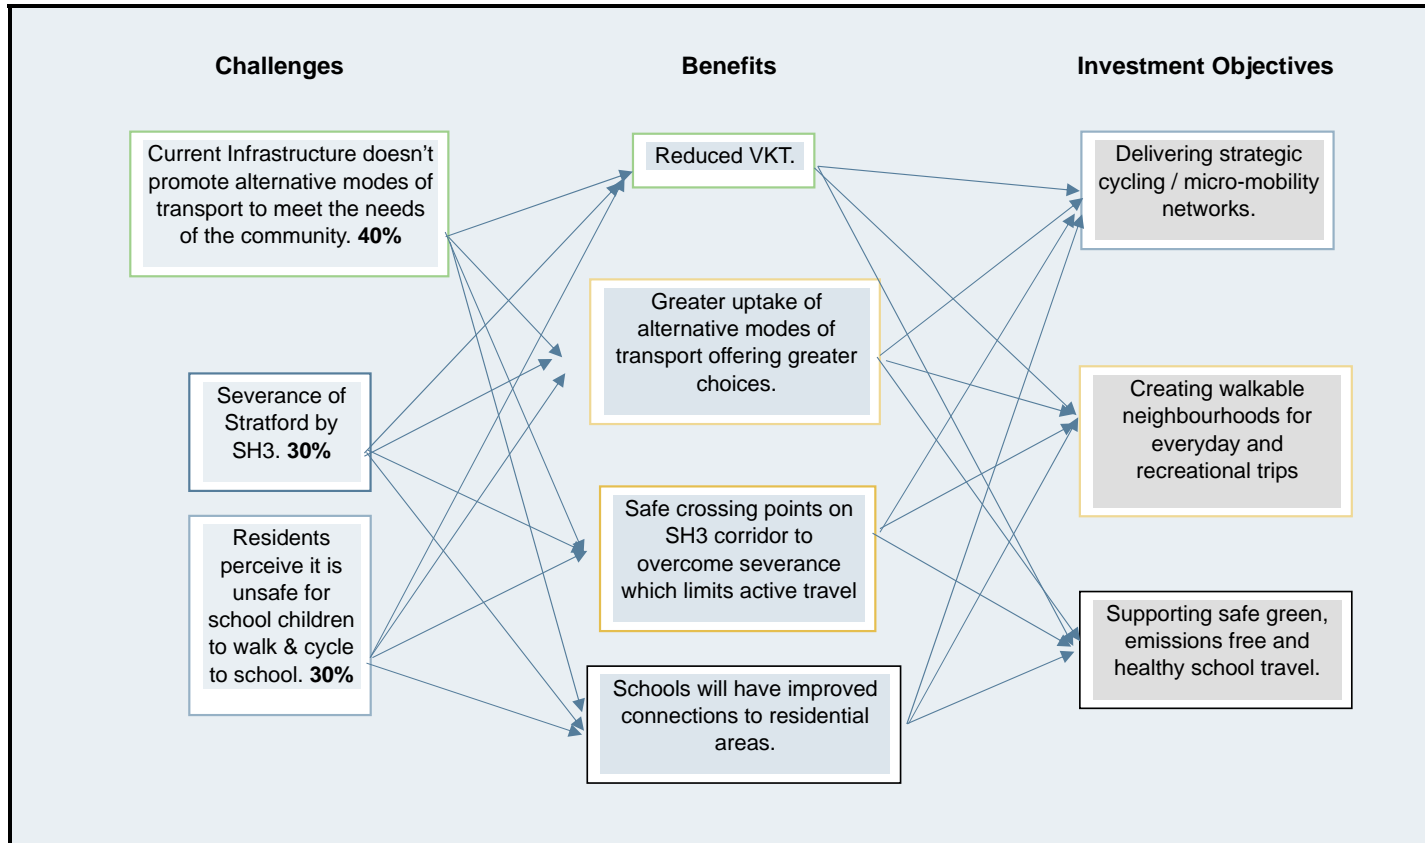 Challenges
Benefits
Investment Objectives
Current Infrastructure doesn’t
promote alternative modes of
transport to meet the needs
of the community. 40%
Severance of
Stratford by
SH3. 30%
Residents
perceive it is
unsafe for
school children
to walk & cycle
to school. 30%
Reduced VKT.
Greater uptake of
alternative modes of
transport offering greater
choices.
Safe crossing points on
SH3 corridor to
overcome severance
which limits active travel
Schools will have improved
connections to residential
areas.
Delivering strategic
cycling / micro-mobility
networks.
Creating walkable
neighbourhoods for
everyday and
recreational trips
Supporting safe green,
emissions free and
healthy school travel.